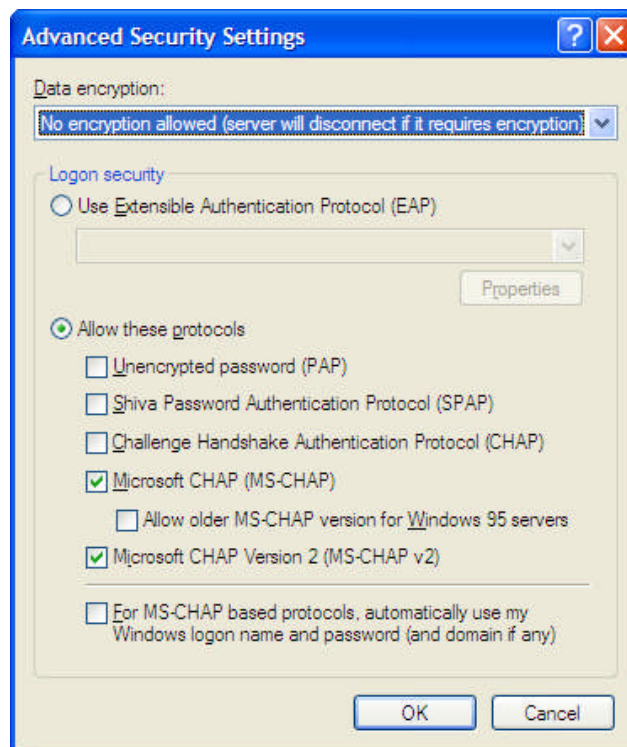 Advanced Security Settings
Data encryption:
No encryption allowed (server will disconnect if it requires encryption)
Logon security
Use Extensible Authentication Protocol (EAP)
Properties
Allow these protocols
Unencrypted password (PAP)
Shiva Password Authentication Protocol (SPAP)
Challenge Handshake Authentication Protocol (CHAP)
Microsoft CHAP (MS-CHAP)
Allow older MS-CHAP version for Windows 95 servers
Microsoft CHAP Version 2 (MS-CHAP v2)
For MS-CHAP based protocols, automatically use my
Windows logon name and password (and domain if any)
OK Cancel